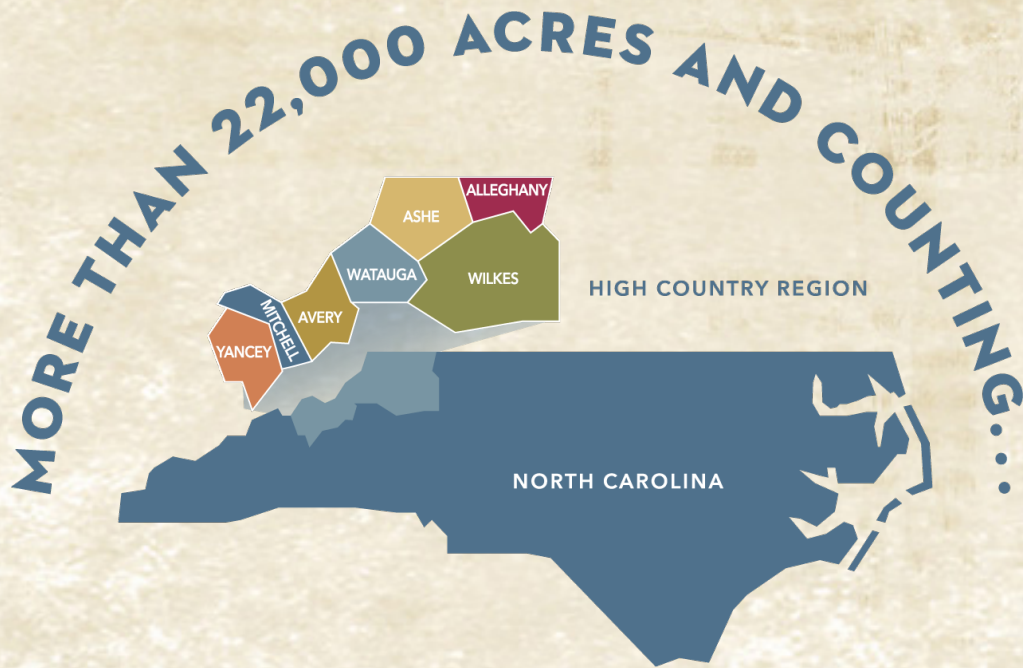 MORE THAN 22,000 ACRES AND COUNTING...
ALLEGHANY
ASHE
WATAUGA
WILKES
HIGH COUNTRY REGION
AVERY
MITCHELL
YANCEY
NORTH CAROLINA